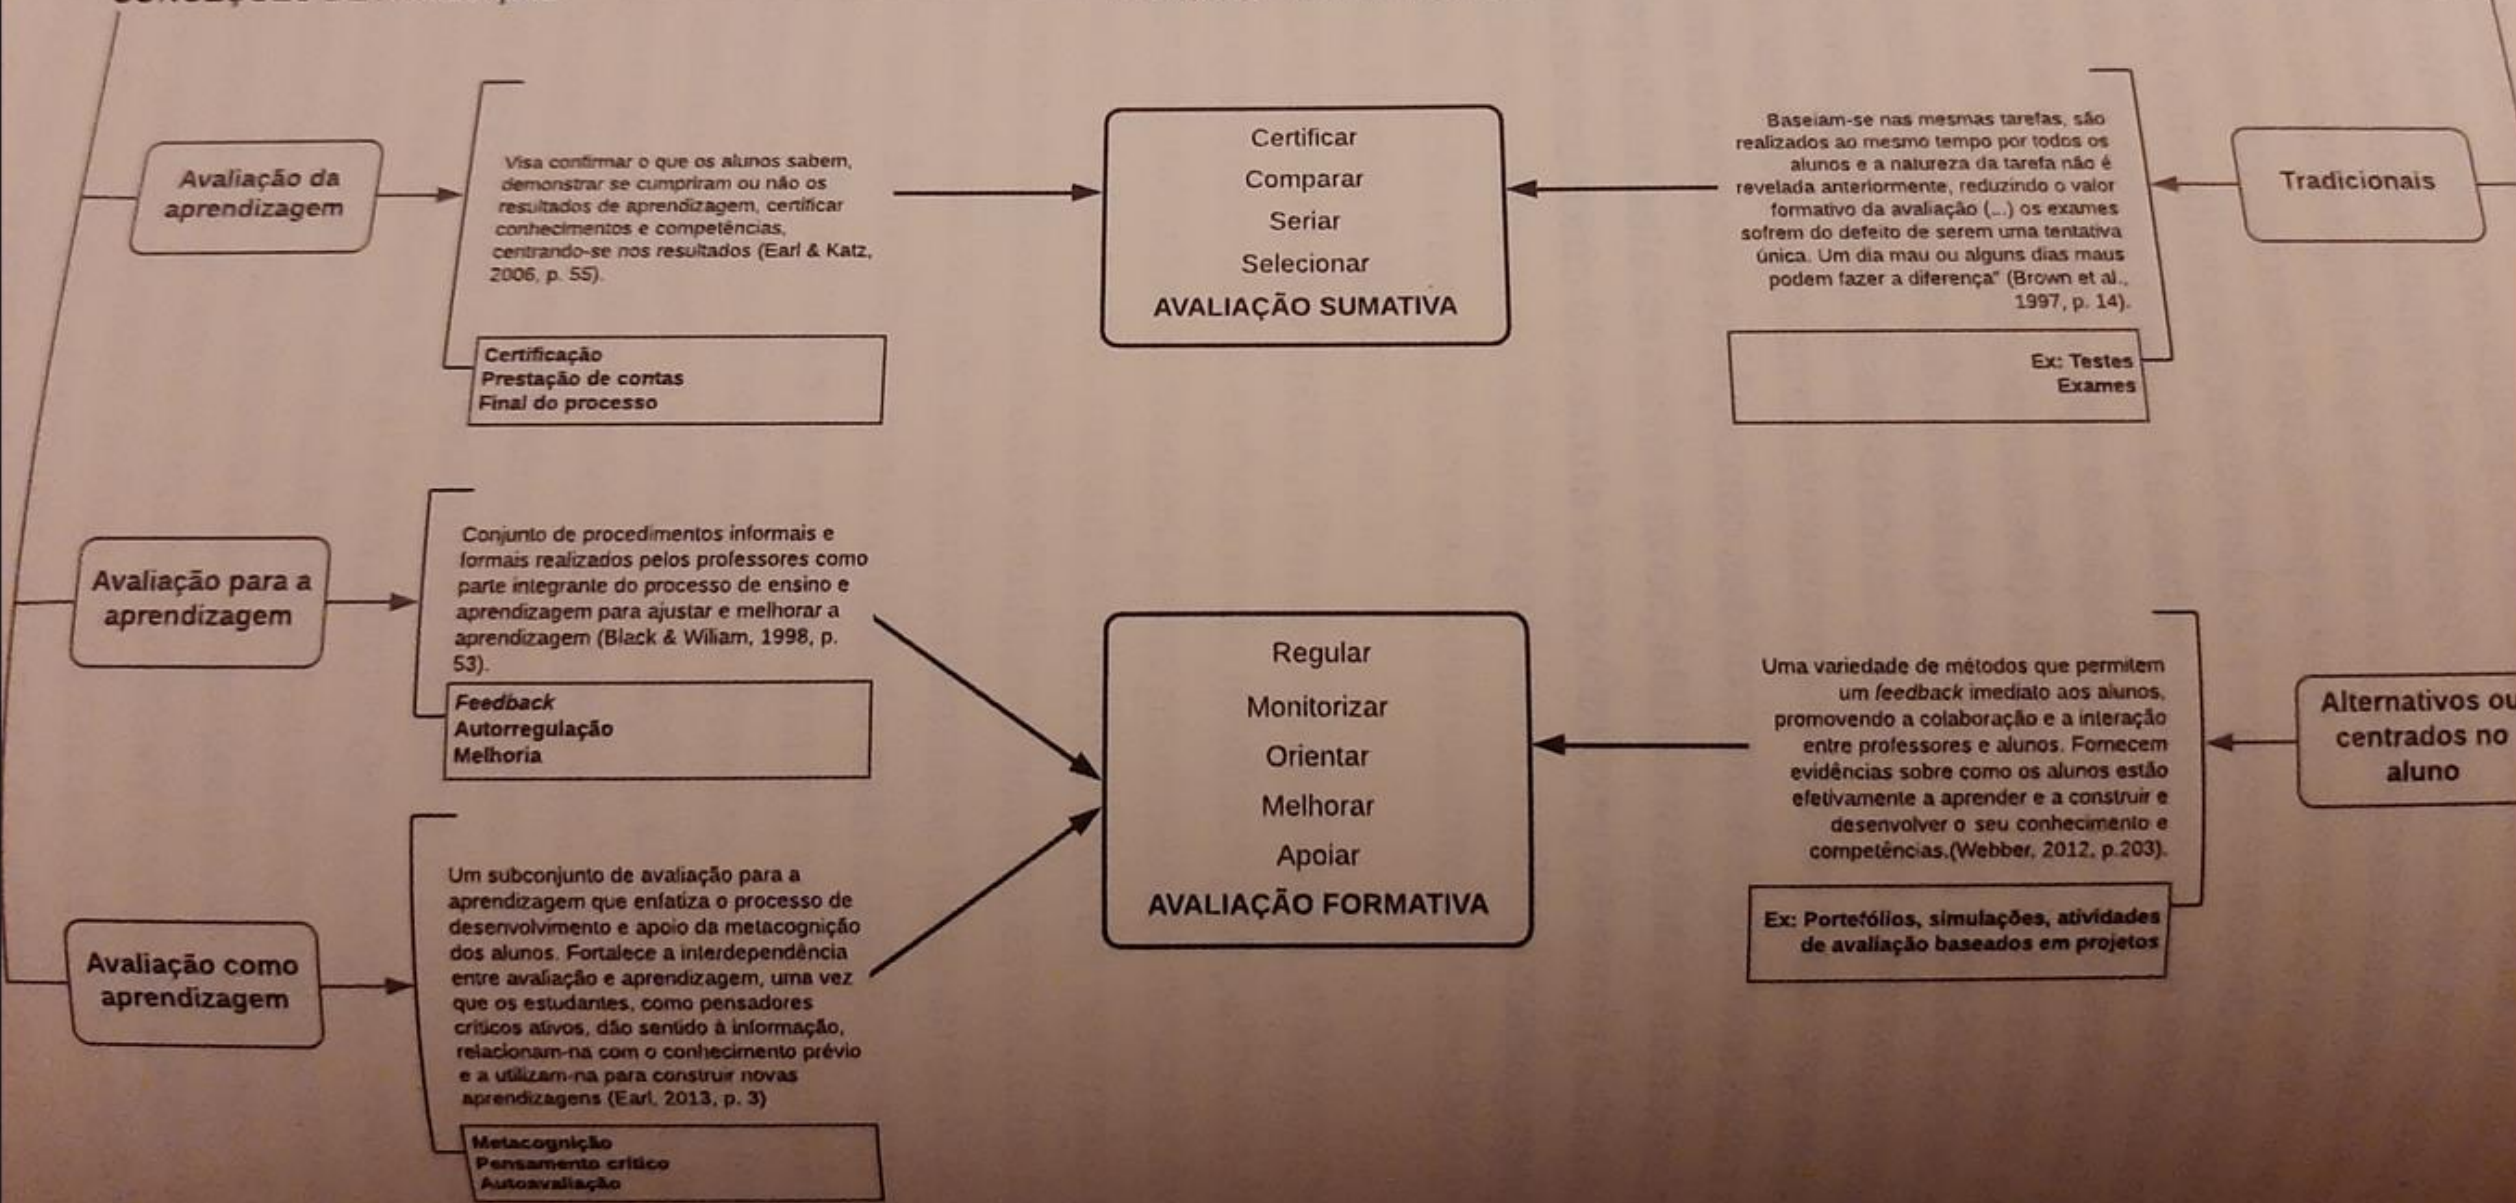 Avaliação da
aprendizagem
Visa confirmar o que os alunos sabem,
demonstrar se cumpriram ou não os
resultados de aprendizagem, certificar
conhecimentos e competências,
centrando-se nos resultados (Earl & Katz,
2006, p. 55).
Certificação
Prestação de contas
Final do processo
Certificar
Comparar
Seriar
Selecionar
AVALIAÇÃO SUMATIVA
Baseiam-se nas mesmas tarefas, são
realizados ao mesmo tempo por todos os
alunos e a natureza da tarefa não é
revelada anteriormente, reduzindo o valor
formativo da avaliação (...) os exames
sofrem do defeito de serem uma tentativa
única. Um dia mau ou alguns dias maus
podem fazer a diferença" (Brown et al.,
1997, p. 14).
Ex: Testes
Exames
Tradicionais
Avaliação para a
aprendizagem
Conjunto de procedimentos informais e
formais realizados pelos professores como
parte integrante do processo de ensino e
aprendizagem para ajustar e melhorar a
aprendizagem (Black & Wiliam, 1998, p.
53).
Feedback
Autorregulação
Melhoria
Avaliação como
aprendizagem
Um subconjunto de avaliação para a
aprendizagem que enfatiza o processo de
desenvolvimento e apoio da metacognição
dos alunos. Fortalece a interdependência
entre avaliação e aprendizagem, uma vez
que os estudantes, como pensadores
críticos ativos, dão sentido à informação,
relacionam-na com o conhecimento prévio
e a utilizam-na para construir novas
aprendizagens (Earl, 2013, p. 3)
Metacognição
Pensamento crítico
Autoavaliação
Regular
Monitorizar
Orientar
Melhorar
Apoiar
AVALIAÇÃO FORMATIVA
Uma variedade de métodos que permitem
um feedback imediato aos alunos,
promovendo a colaboração e a interação
entre professores e alunos. Fornecem
evidências sobre como os alunos estão
efetivamente a aprender e a construir e
desenvolver o seu conhecimento e
competências.(Webber, 2012, p.203).
Ex: Portefólios, simulações, atividades
de avaliação baseados em projetos
Alternativos ou
centrados no
aluno